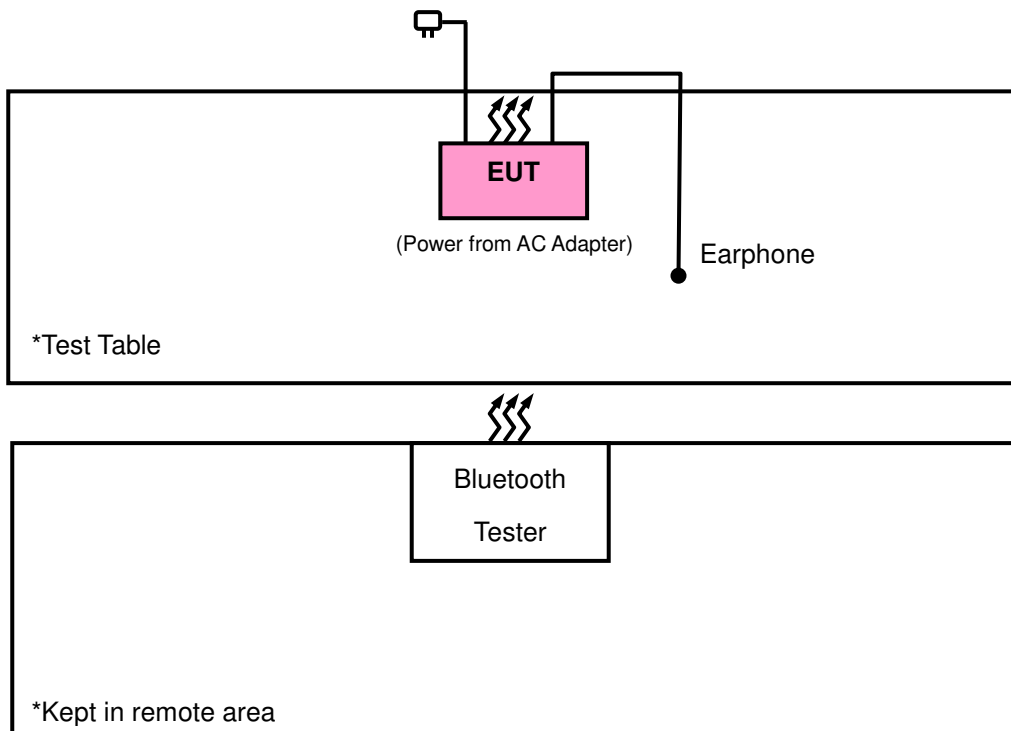 EUT
(Power from AC Adapter)
Earphone
*Test Table
Bluetooth
Tester
*Kept in remote area